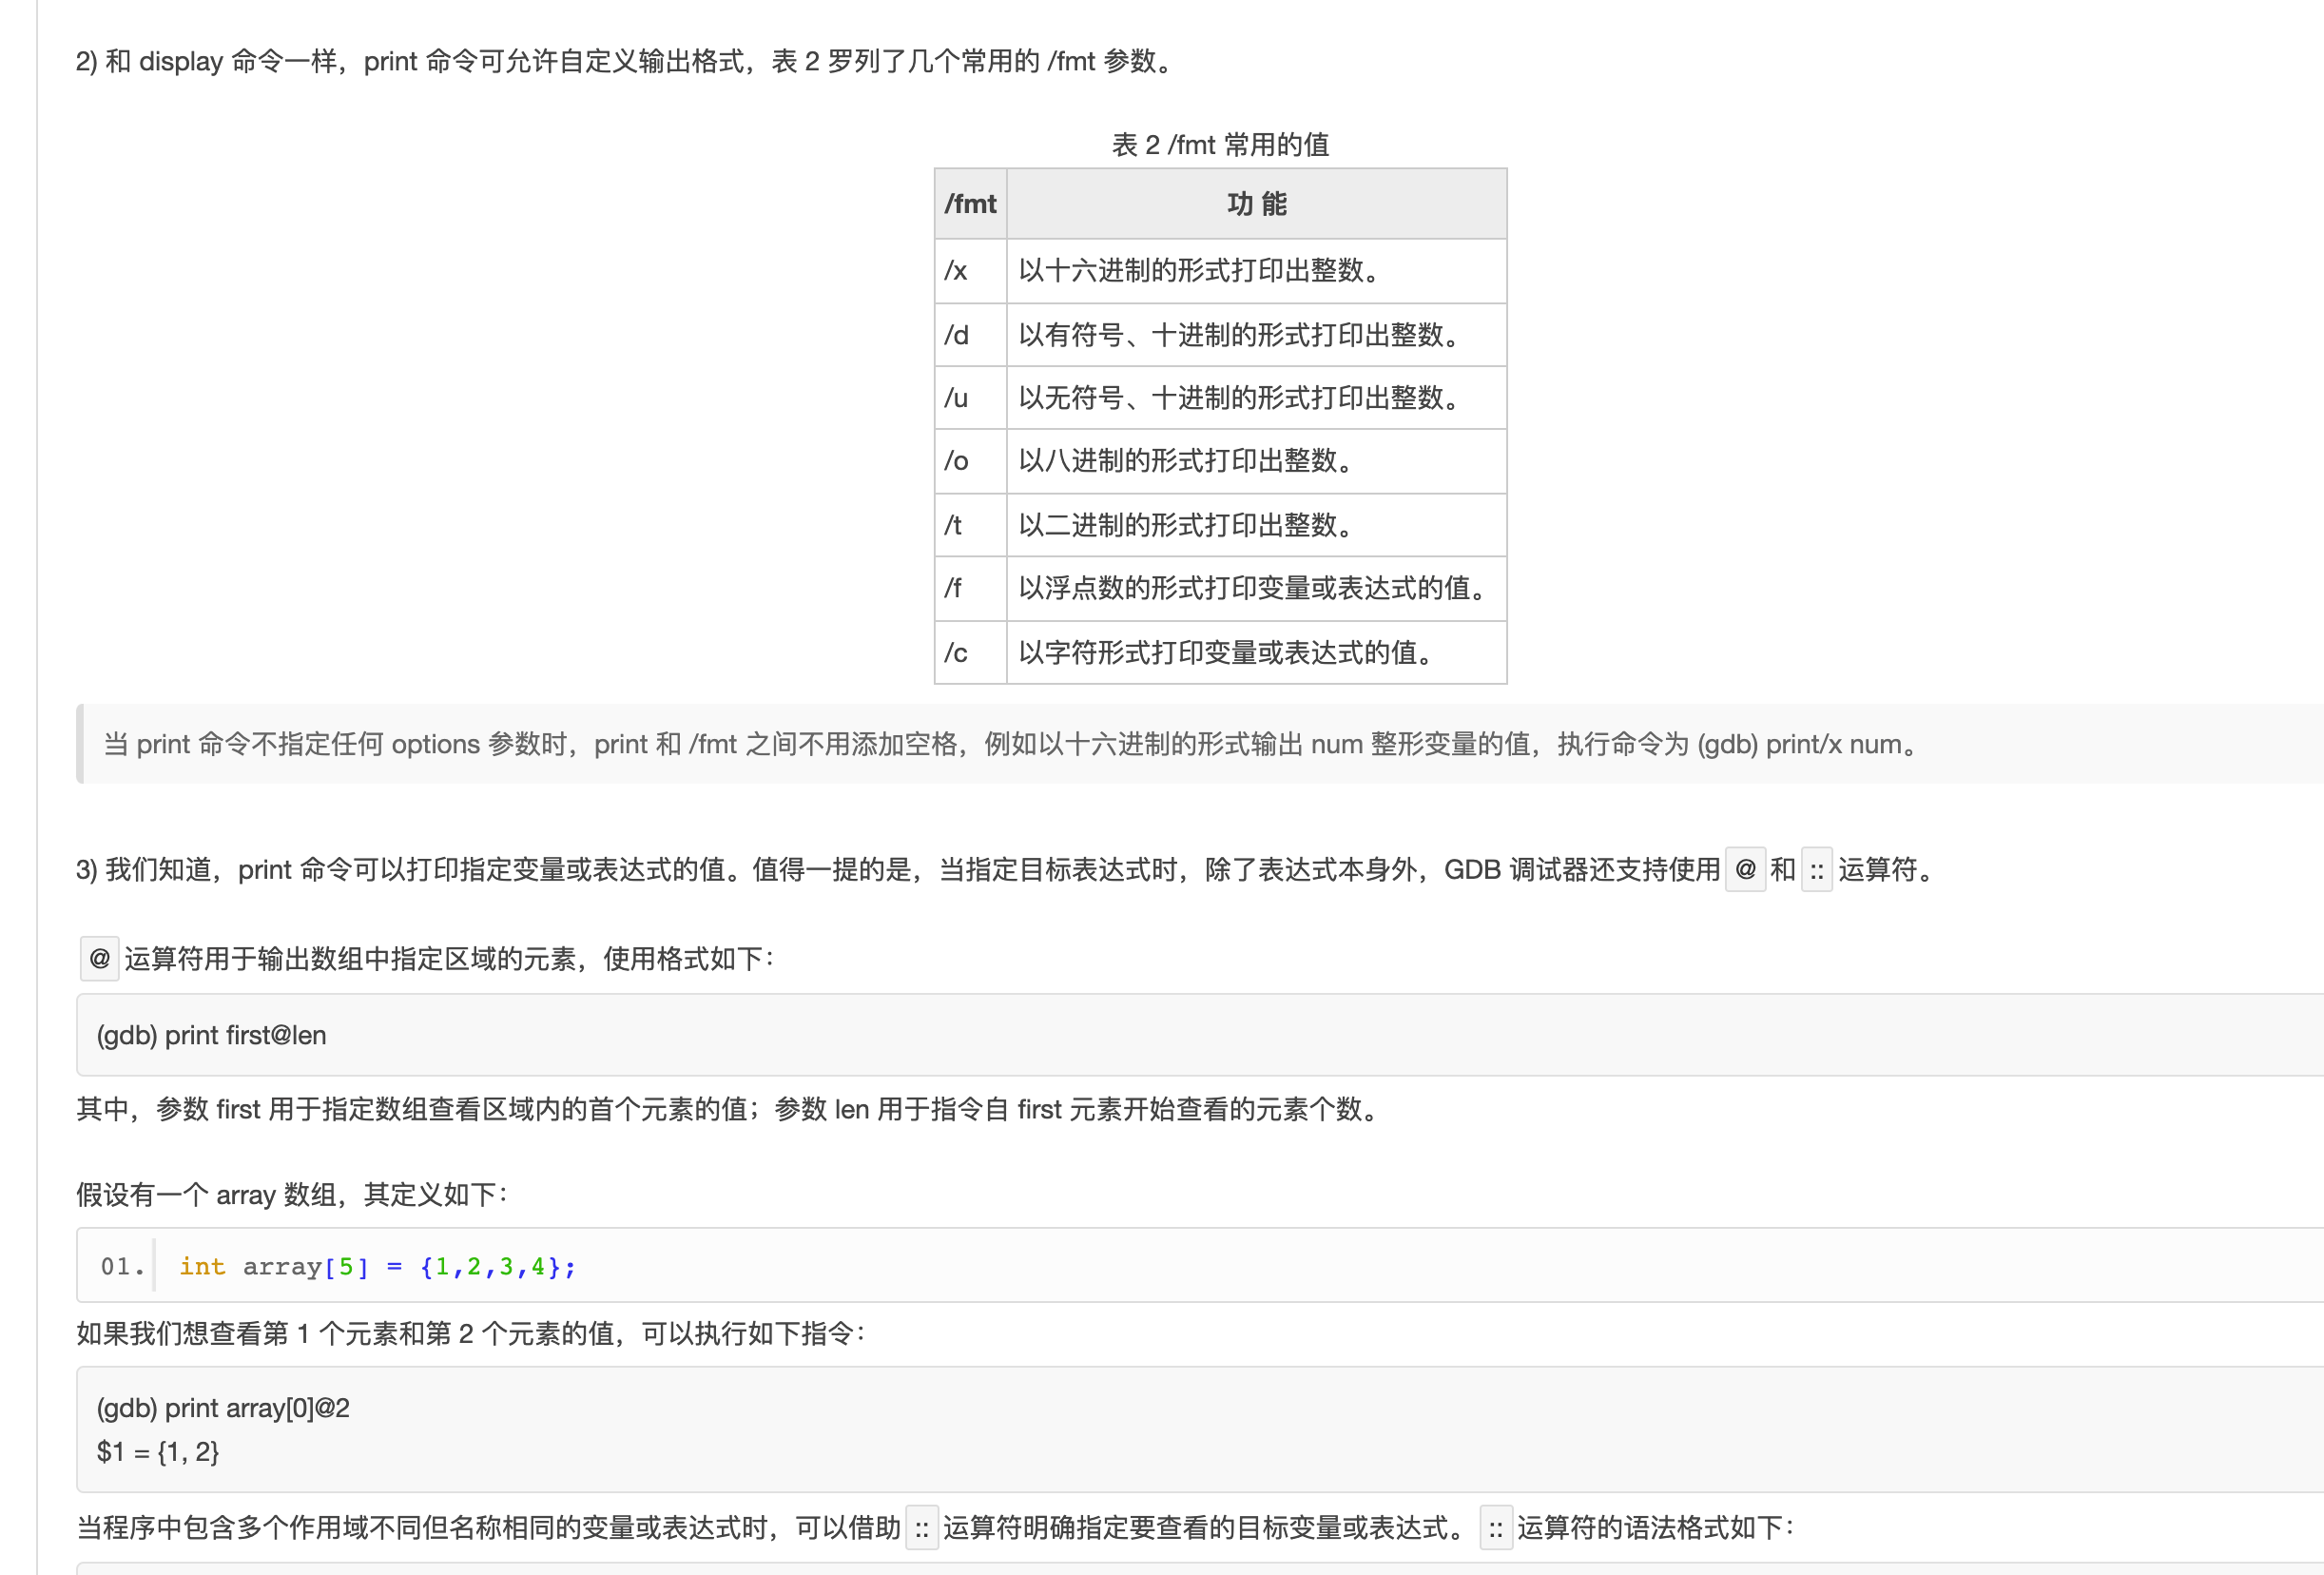 2) 和 display 命令一样，print 命令可允许自定义输出格式，表 2 罗列了几个常用的 /fmt 参数。
表 2 /fmt 常用的值
/fmt 功 能
/x 以十六进制的形式打印出整数。
/d 以有符号、十进制的形式打印出整数。
/u 以无符号、十进制的形式打印出整数。
/o 以八进制的形式打印出整数。
/t 以二进制的形式打印出整数。
/f 以浮点数的形式打印变量或表达式的值。
/c 以字符形式打印变量或表达式的值。
当 print 命令不指定任何 options 参数时，print 和 /fmt 之间不用添加空格，例如以十六进制的形式输出 num 整形变量的值，执行命令为 (gdb) print/x num。
3) 我们知道，print 命令可以打印指定变量或表达式的值。值得一提的是，当指定目标表达式时，除了表达式本身外，GDB 调试器还支持使用 @ 和 :: 运算符。
@ 运算符用于输出数组中指定区域的元素，使用格式如下：
(gdb) print first@len
其中，参数 first 用于指定数组查看区域内的首个元素的值；参数 len 用于指令自 first 元素开始查看的元素个数。
假设有一个 array 数组，其定义如下：
01. int array[5] = {1,2,3,4};
如果我们想查看第 1 个元素和第 2 个元素的值，可以执行如下指令：
(gdb) print array[0]@2
$1 = {1, 2}
当程序中包含多个作用域不同但名称相同的变量或表达式时，可以借助 :: 运算符明确指定要查看的目标变量或表达式。 :: 运算符的语法格式如下：